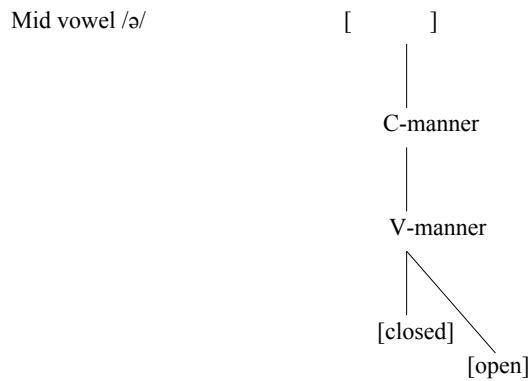 Mid vowel /ə/ [ ]
C-manner
V-manner
[closed]
[open]